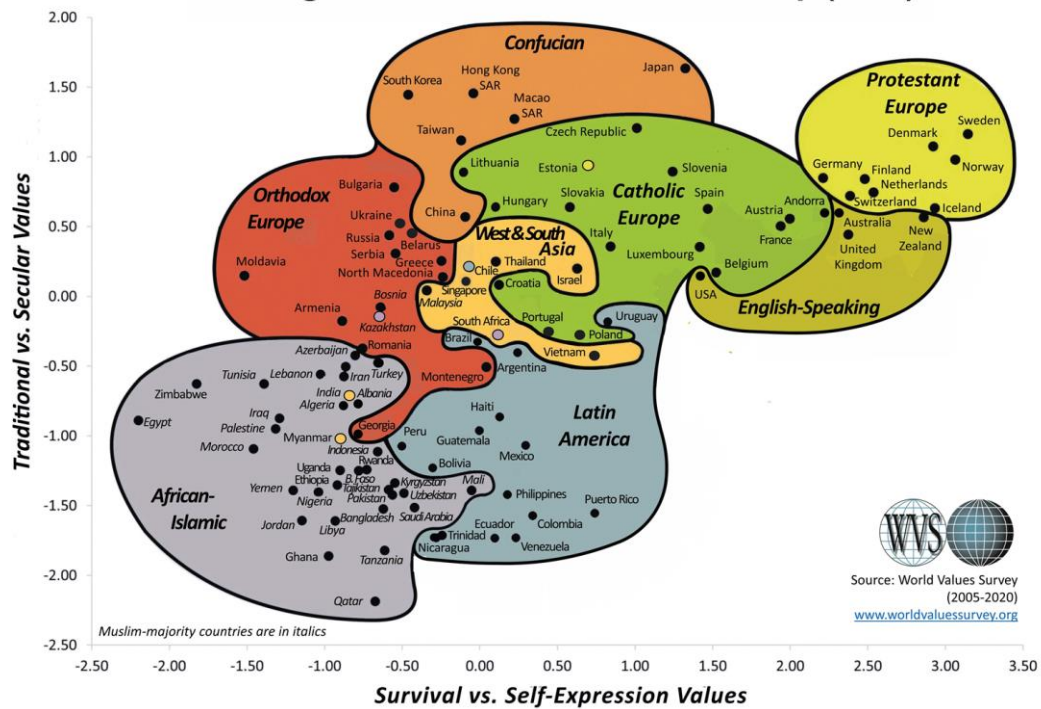 2.00
1.50
1.00
0.50
0.00
-0.50
-1.00
-1.50
-2.00
-2.50
Traditional vs. Secular Values
Confucian
Japan
Hong Kong
SAR
South Korea
Macao
SAR
Taiwan
China
Protestant
Europe
Sweden
Denmark
Norway
Germany
Finland
Netherlands
Switzerland
Iceland
Czech Republic
Lithuania
Estonia
Slovenia
Catholic
Europe
Hungary
Slovakia
Spain
Andorra
Austria
France
Italy
Luxembourg
Belgium
Croatia
Portugal
Poland
Australia
New
Zealand
United
Kingdom
USA
English-Speaking
Orthodox
Europe
Bulgaria
Ukraine
Russia
Belarus
Serbia
Greece
North Macedonia
Moldavia
Bosnia
Kazakhstan
Armenia
Romania
Montenegro
Georgia
West & South
Asia
Thailand
Chile
Israel
Singapore
Malaysia
South Africa
Vietnam
Uruguay
Brazil
Argentina
Latin
America
Haiti
Guatemala
Mexico
Peru
Bolivia
Philippines
Puerto Rico
Ecuador
Colombia
Trinidad
Nicaragua
Venezuela
Azerbaijan
Lebanon
Iran
Turkey
Tunisia
Zimbabwe
India
Albania
Algeria
Egypt
Iraq
Palestine
Myanmar
Morocco
Indonesia
Rwanda
Uganda
B. Faso
Ethiopia
Tajikistan
Kyrgyzstan
Mali
Yemen
Nigeria
Pakistan
Uzbekistan
African-
Islamic
Bangladesh
Saudi Arabia
Jordan
Libya
Ghana
Tanzania
Qatar
Muslim-majority countries are in italics
WVS
Source: World Values Survey
(2005-2020)
www.worldvaluessurvey.org
-2.50 -2.00 -1.50 -1.00 -0.50 0.00 0.50 1.00 1.50 2.00 2.50 3.00 3.50
Survival vs. Self-Expression Values